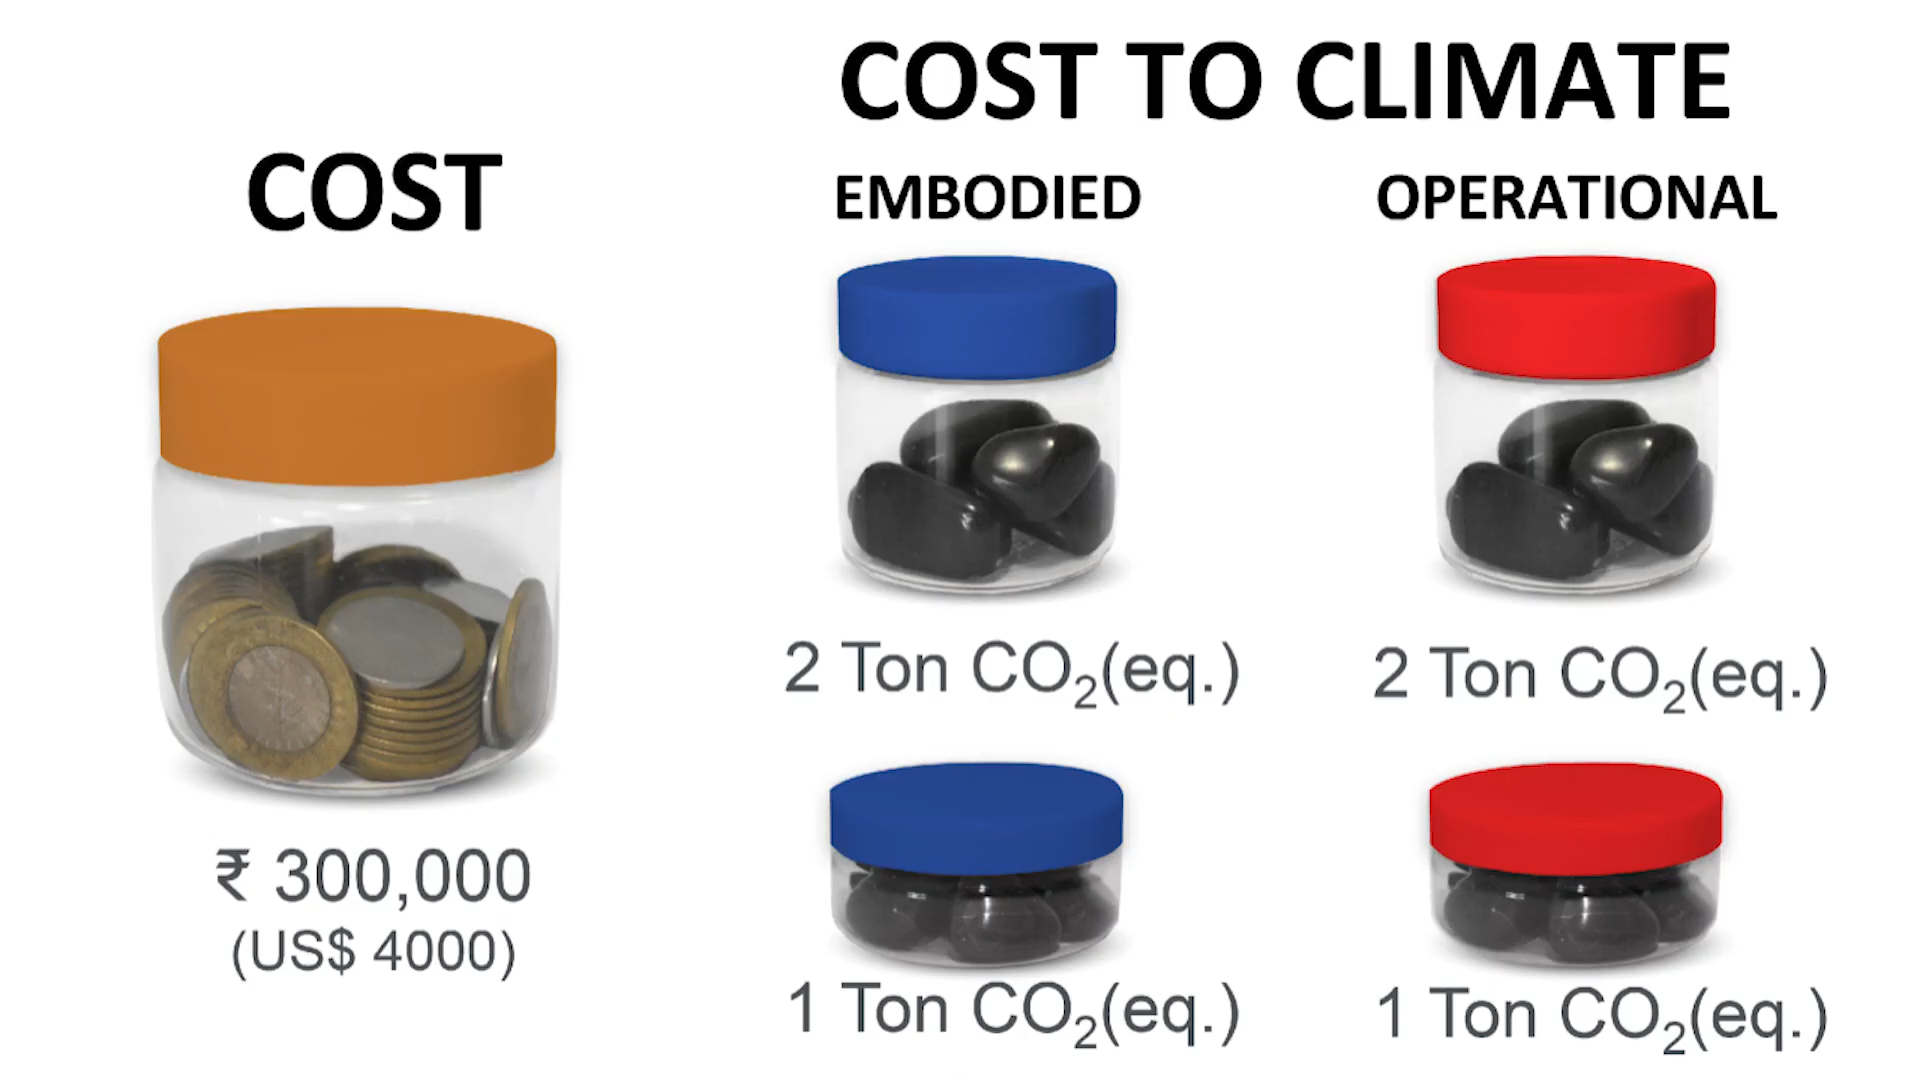 COST
₹ 300,000
(US$ 4000)
COST TO CLIMATE
EMBODIED
OPERATIONAL
2 Ton CO₂(eq.)
2 Ton CO₂(eq.)
1 Ton CO₂(eq.)
1 Ton CO₂(eq.)